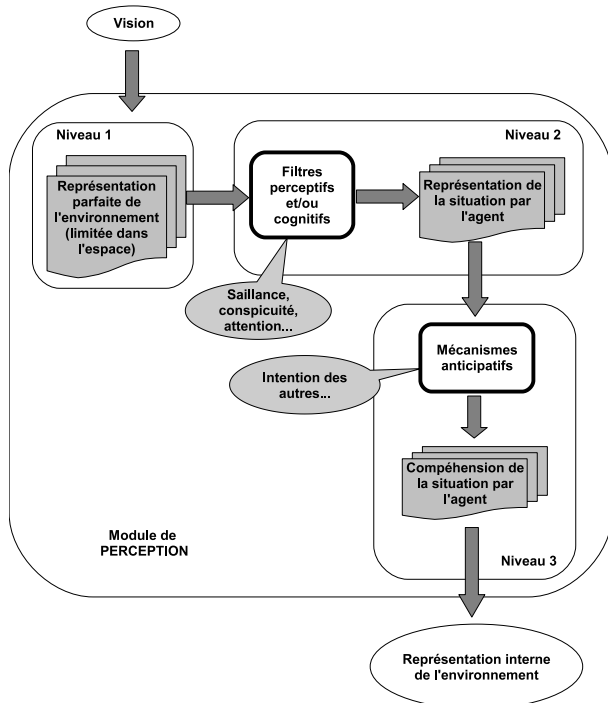 Vision
Niveau 1
Représentation
parfaite de
l'environnement
(limitée dans
l'espace)
Niveau 2
Filtres
perceptifs
et/ou
cognitifs
Représentation de
la situation par
l'agent
Saillance,
conspicuité,
attention...
Mécanismes
anticipatifs
Intention des
autres...
Compéhension de
la situation par
l'agent
Module de
PERCEPTION
Niveau 3
Représentation interne
de l'environnement